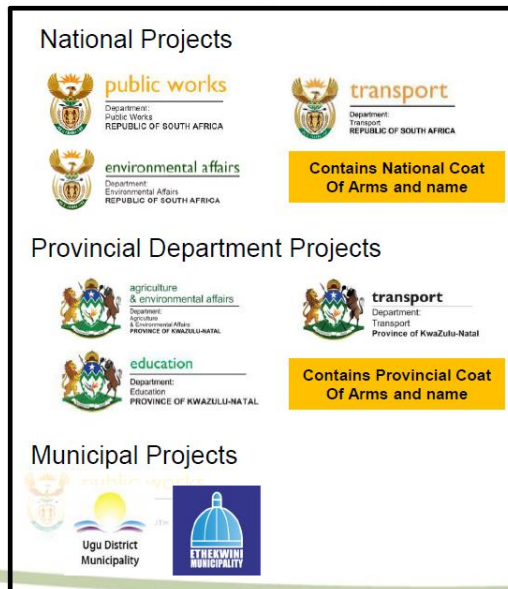 National Projects
public works
Department:
Public Works
REPUBLIC OF SOUTH AFRICA
transport
Department:
Transport
REPUBLIC OF SOUTH AFRICA
environmental affairs
Department:
Environmental Affairs
REPUBLIC OF SOUTH AFRICA
Contains National Coat
Of Arms and name
Provincial Department Projects
agriculture
& environmental affairs
Department:
Agriculture
& Environmental Affairs
PROVINCE OF KWAZULU-NATAL
transport
Department:
Transport
Province of KwaZulu-Natal
education
Department:
Education
PROVINCE OF KWAZULU-NATAL
Contains Provincial Coat
Of Arms and name
Municipal Projects
public works
Ugu District
Municipality
ETHEKWINI
MUNICIPALITY